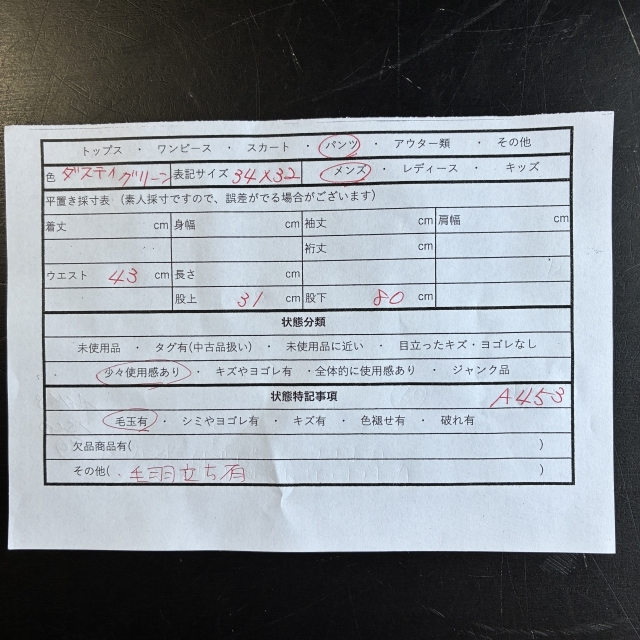 トップス ・ ワンピース ・ スカート ・ パンツ ・ アウター類 ・ その他
色 ダスティグリーン 表記サイズ 34×32 メンズ ・ レディース ・ キッズ
平置き採寸表 (素人採寸ですので、誤差がでる場合がございます)
着丈 cm 身幅 cm 袖丈 cm 肩幅 cm
裄丈 cm
ウエスト 43 cm 長さ cm
股上 31 cm 股下 80 cm
状態分類
未使用品 ・ タグ有(中古品扱い) ・ 未使用品に近い ・ 目立ったキズ・ヨゴレなし
・ 少々使用感あり ・ キズやヨゴレ有 ・全体的に使用感あり ・ ジャンク品
状態特記事項 A453
毛玉有 ・ シミやヨゴレ有 ・ キズ有 ・ 色褪せ有 ・ 破れ有
欠品商品有( )
その他( 、毛羽立ち有 )